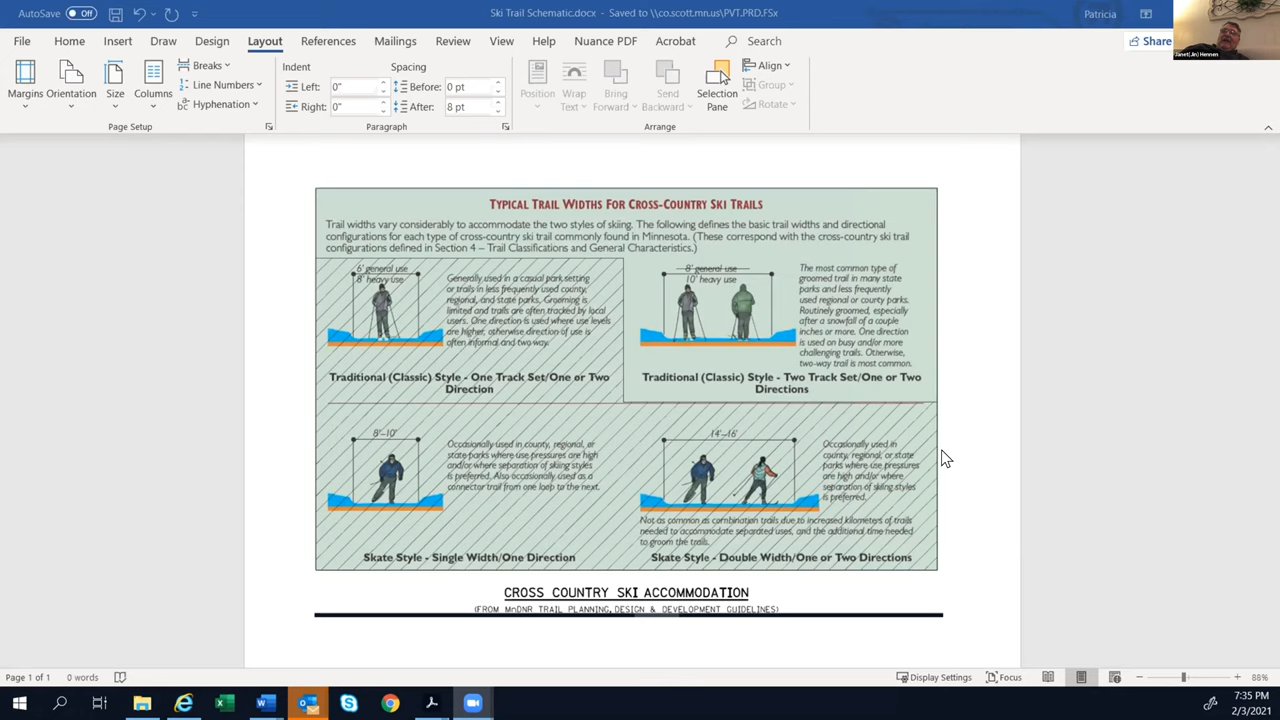 AutoSave Off
Ski Trail Schematic.docx - Saved to \\co.scott.mn.us\PVT.PRD.FSx
Patricia
File Home Insert Draw Design Layout References Mailings Review View Help Nuance PDF Acrobat Search Share
Janet(Jin) Hennen
Margins
Orientation
Size
Columns
Breaks
Line Numbers
Hyphenation
Page Setup
Indent
Left: 0"
Right: 0"
Spacing
Before: 0 pt
After: 8 pt
Paragraph
Position
Wrap Text
Bring Forward
Send Backward
Selection Pane
Align
Group
Rotate
Arrange
TYPICAL TRAIL WIDTHS FOR CROSS-COUNTRY SKI TRAILS
Trail widths vary considerably to accommodate the two styles of skiing. The following defines the basic trail widths and directional
configurations for each type of cross-country ski trail commonly found in Minnesota. (These correspond with the cross-country ski trail
configurations defined in Section 4 – Trail Classifications and General Characteristics.)
6' general use
8' heavy use
Generally used in a casual park setting
or trails in less frequently used county,
regional, and state parks. Grooming is
limited and trails are often tracked by local
users. One direction is used where use levels
are higher, otherwise direction of use is
often informal and two way.
Traditional (Classic) Style - One Track Set/One or Two
Direction
8' general use
10' heavy use
The most common type of
groomed trail in many state
parks and less frequently
used regional or county parks.
Routinely groomed, especially
after a snowfall of a couple
inches or more. One direction
is used on busy and/or more
challenging trails. Otherwise,
two-way trail is most common.
Traditional (Classic) Style - Two Track Set/One or Two
Directions
8'–10'
Occasionally used in county, regional, or
state parks where use pressures are high
and/or where separation of skiing styles
is preferred. Also occasionally used as a
connector trail from one loop to the next.
Skate Style - Single Width/One Direction
14'–16'
Occasionally used in
county, regional, or state
parks where use pressures
are high and/or where
separation of skiing styles
is preferred.
Not as common as combination trails due to increased kilometers of trails
needed to accommodate separated uses, and the additional time needed
to groom the trails.
Skate Style - Double Width/One or Two Directions
CROSS COUNTRY SKI ACCOMMODATION
(FROM MnDNR TRAIL PLANNING, DESIGN & DEVELOPMENT GUIDELINES)
Page 1 of 1 0 words
Display Settings Focus 88%
7:35 PM
2/3/2021